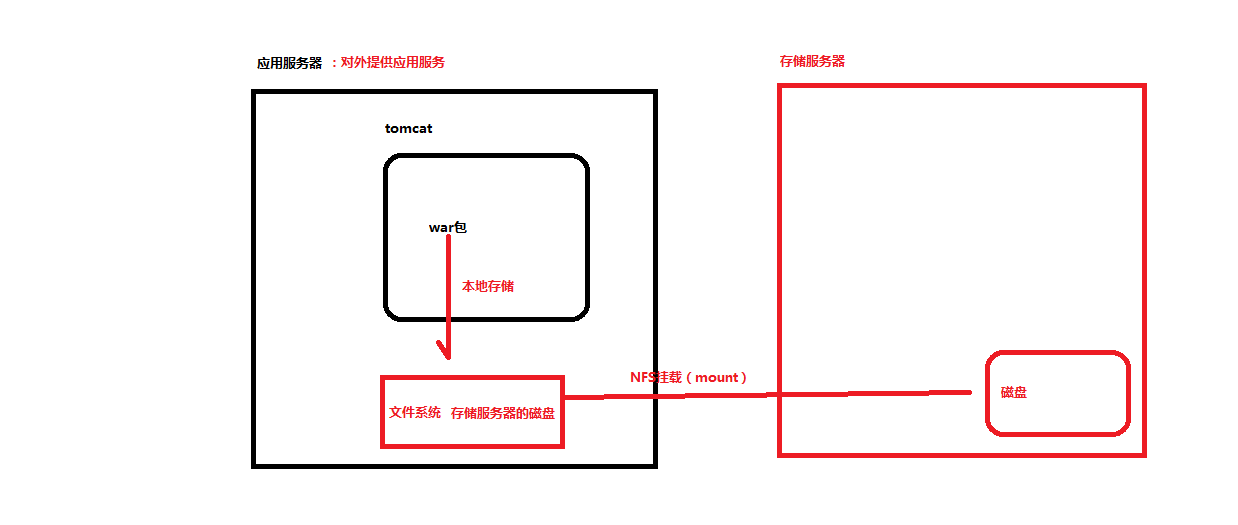 应用服务器 :对外提供应用服务
存储服务器
tomcat
war包
本地存储
NFS挂载(mount)
文件系统 存储服务器的磁盘
磁盘